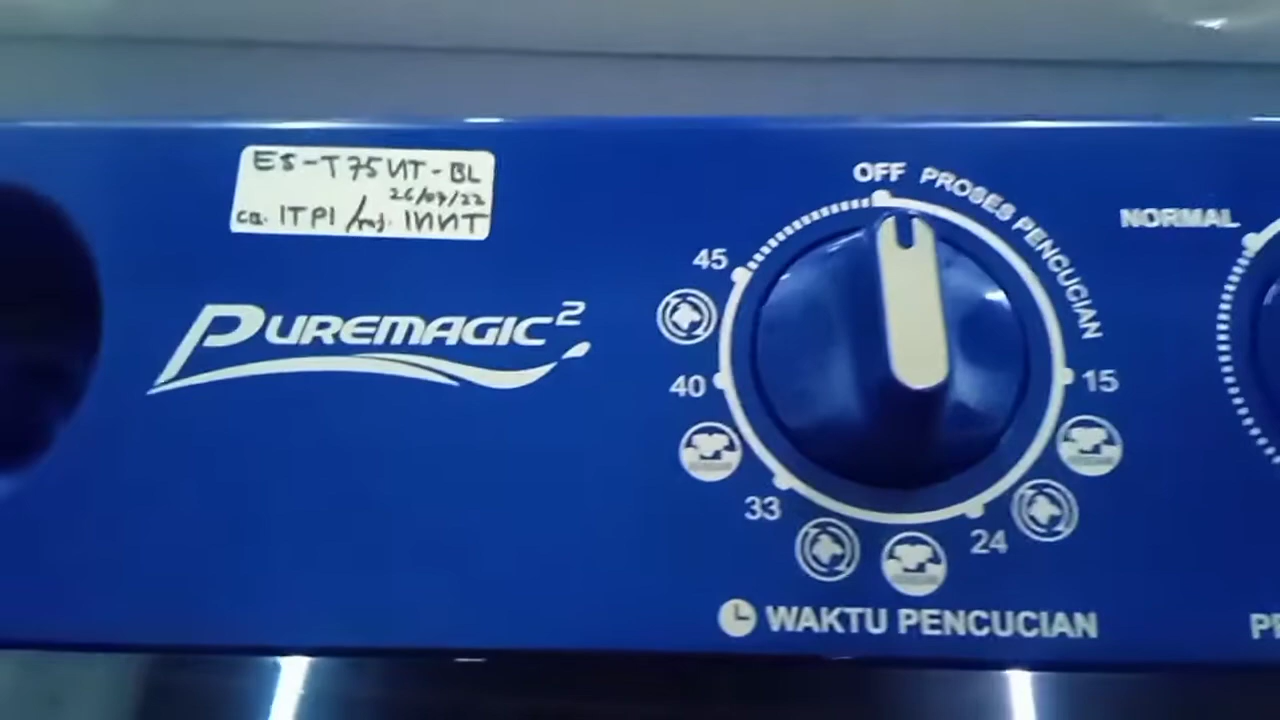 ES-T75NT-BL
26/07/22
ca. ITPI / mj. INNT
PUREMAGIC²
OFF
PROSES PENCUCIAN
NORMAL
45
40
33
24
15
WAKTU PENCUCIAN